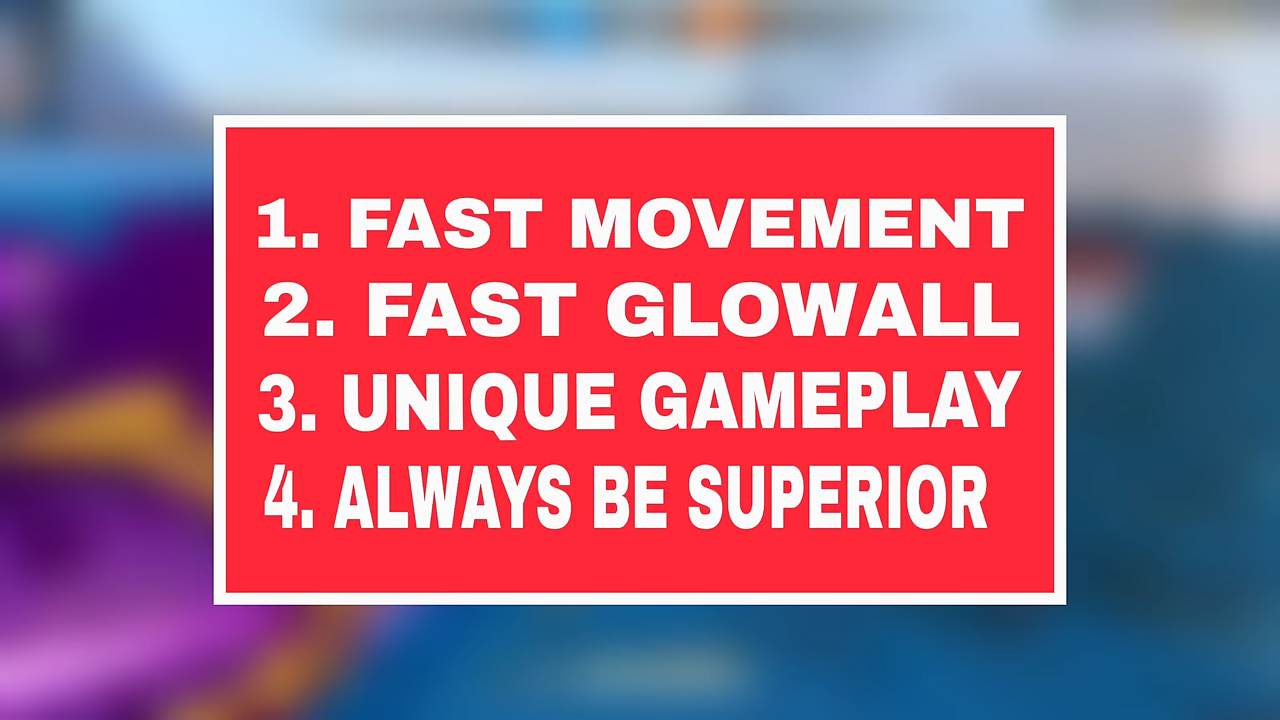 1. FAST MOVEMENT
2. FAST GLOWALL
3. UNIQUE GAMEPLAY
4. ALWAYS BE SUPERIOR